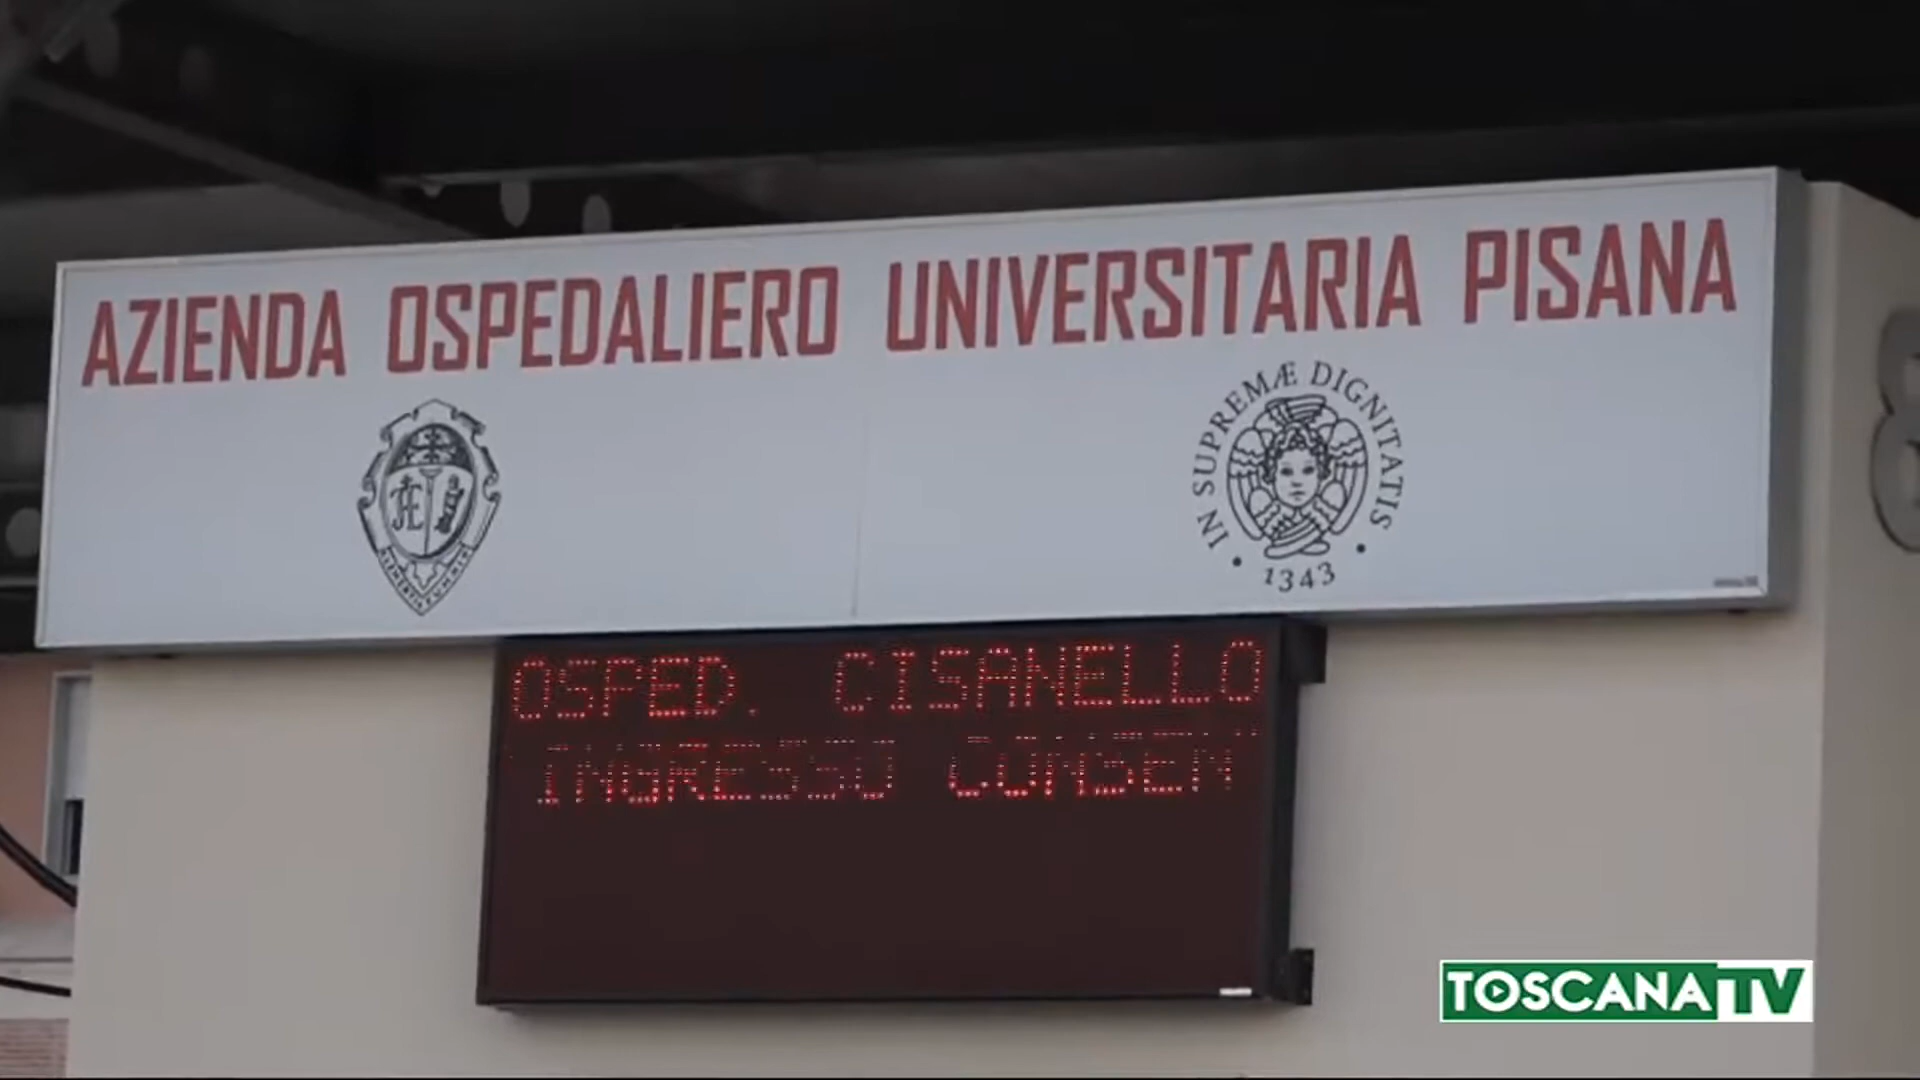 AZIENDA OSPEDALIERO UNIVERSITARIA PISANA
IN SUPREMÆ DIGNITATIS
• 1343 •
OSPED. CISANELLO
INGRESSO CONSEN
TOSCANA TV